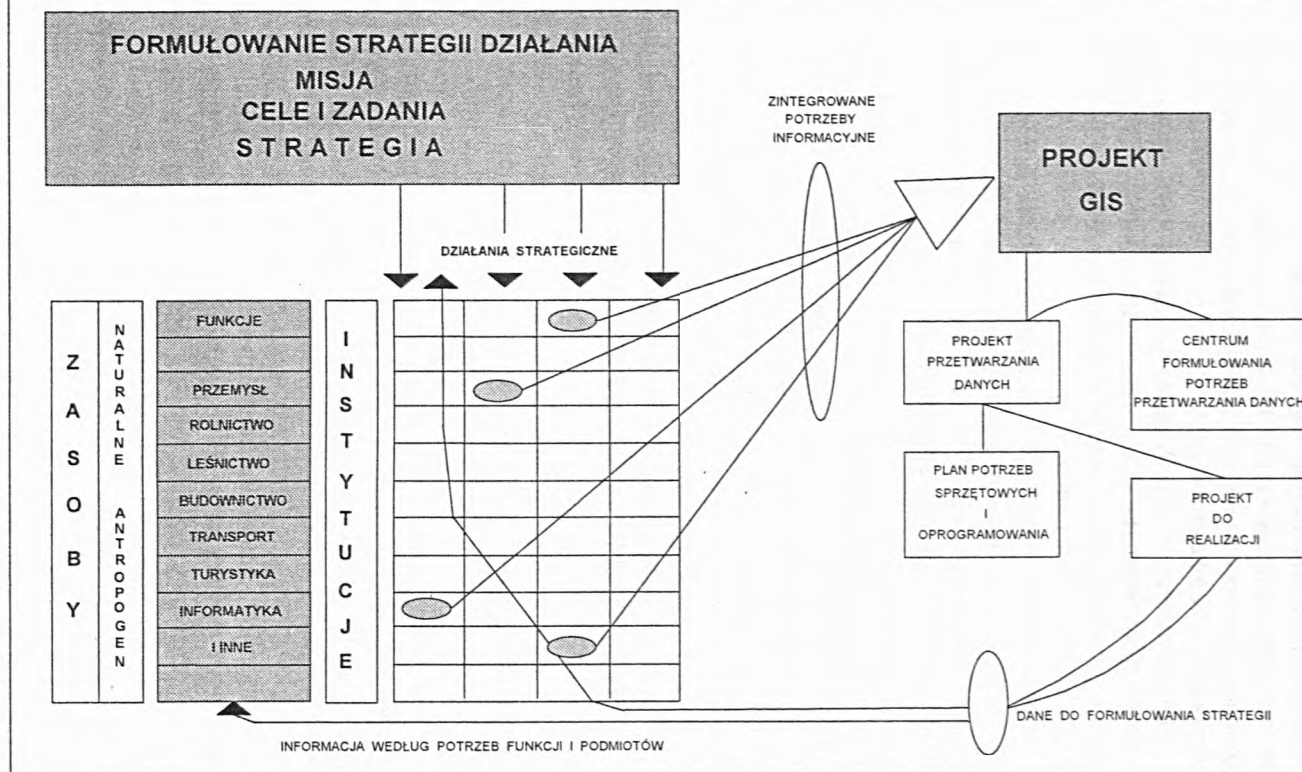 FORMUŁOWANIE STRATEGII DZIAŁANIA
MISJA
CELE I ZADANIA
STRATEGIA
ZINTEGROWANE
POTRZEBY
INFORMACYJNE
PROJEKT
GIS
DZIAŁANIA STRATEGICZNE
ZASOBY
NATURALNE
ANTROPOGEN
FUNKCJE
PRZEMYSŁ
ROLNICTWO
LEŚNICTWO
BUDOWNICTWO
TRANSPORT
TURYSTYKA
INFORMATYKA
I INNE
INSTYTUCJE
PROJEKT
PRZETWARZANIA
DANYCH
CENTRUM
FORMUŁOWANIA
POTRZEB
PRZETWARZANIA DANYCH
PLAN POTRZEB
SPRZĘTOWYCH
I
OPROGRAMOWANIA
PROJEKT
DO
REALIZACJI
DANE DO FORMUŁOWANIA STRATEGII
INFORMACJA WEDŁUG POTRZEB FUNKCJI I PODMIOTÓW